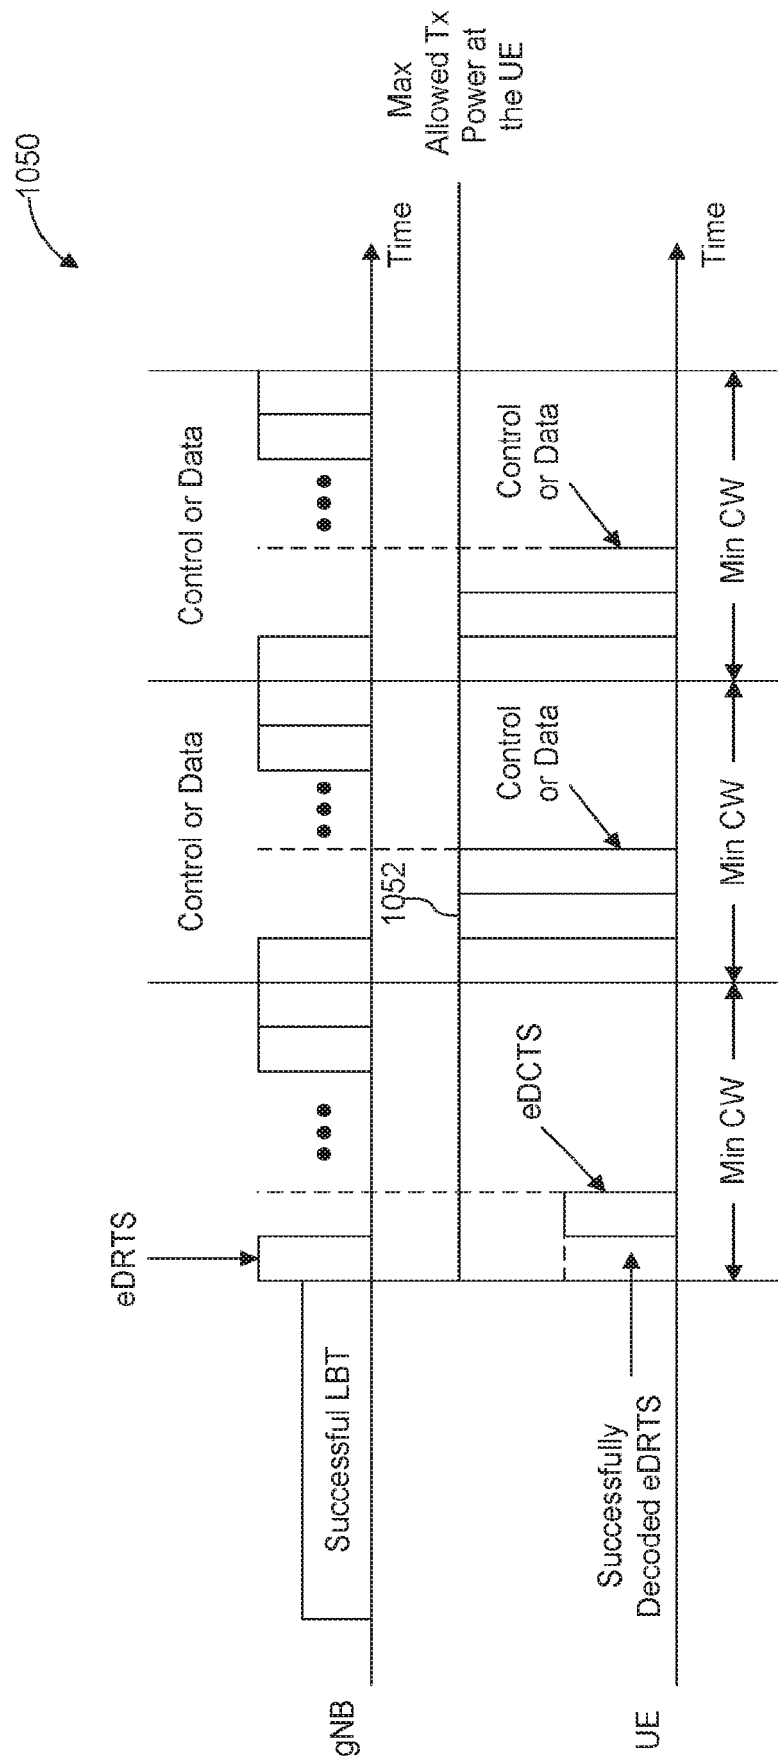 1050
eDRTS
Control or Data
Control or Data
gNB
Successful LBT
Time
1052
Max
Allowed Tx
Power at
the UE
eDCTS
Control
or Data
Control
or Data
UE
Successfully
Decoded eDRTS
Time
Min CW
Min CW
Min CW